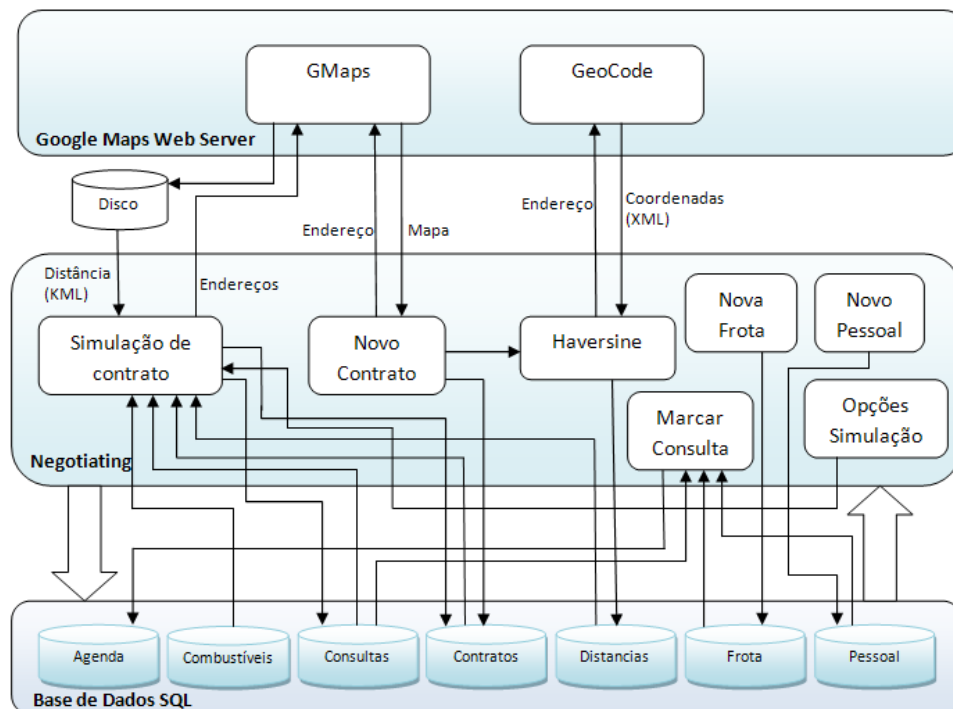 GMaps
GeoCode
Google Maps Web Server
Disco
Endereço
Mapa
Endereço
Coordenadas
(XML)
Distância
(KML)
Endereços
Simulação de
contrato
Novo
Contrato
Haversine
Nova
Frota
Novo
Pessoal
Marcar
Consulta
Opções
Simulação
Negotiating
Agenda
Combustíveis
Consultas
Contratos
Distancias
Frota
Pessoal
Base de Dados SQL